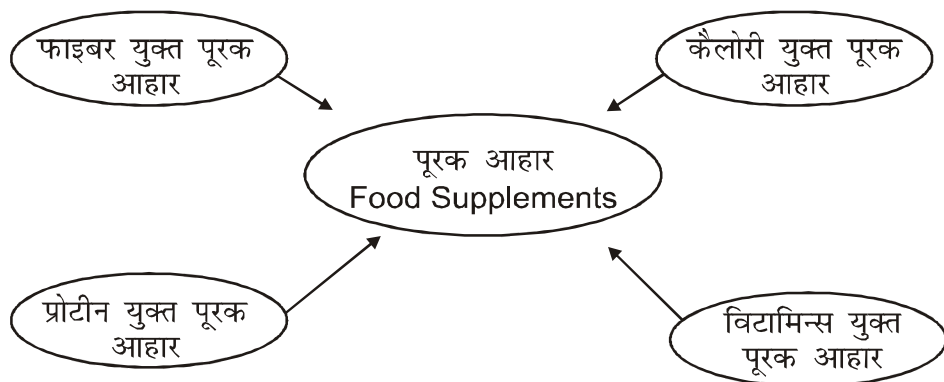 फाइबर युक्त पूरक
आहार
कैलोरी युक्त पूरक
आहार
पूरक आहार
Food Supplements
प्रोटीन युक्त पूरक
आहार
विटामिन्स युक्त
पूरक आहार